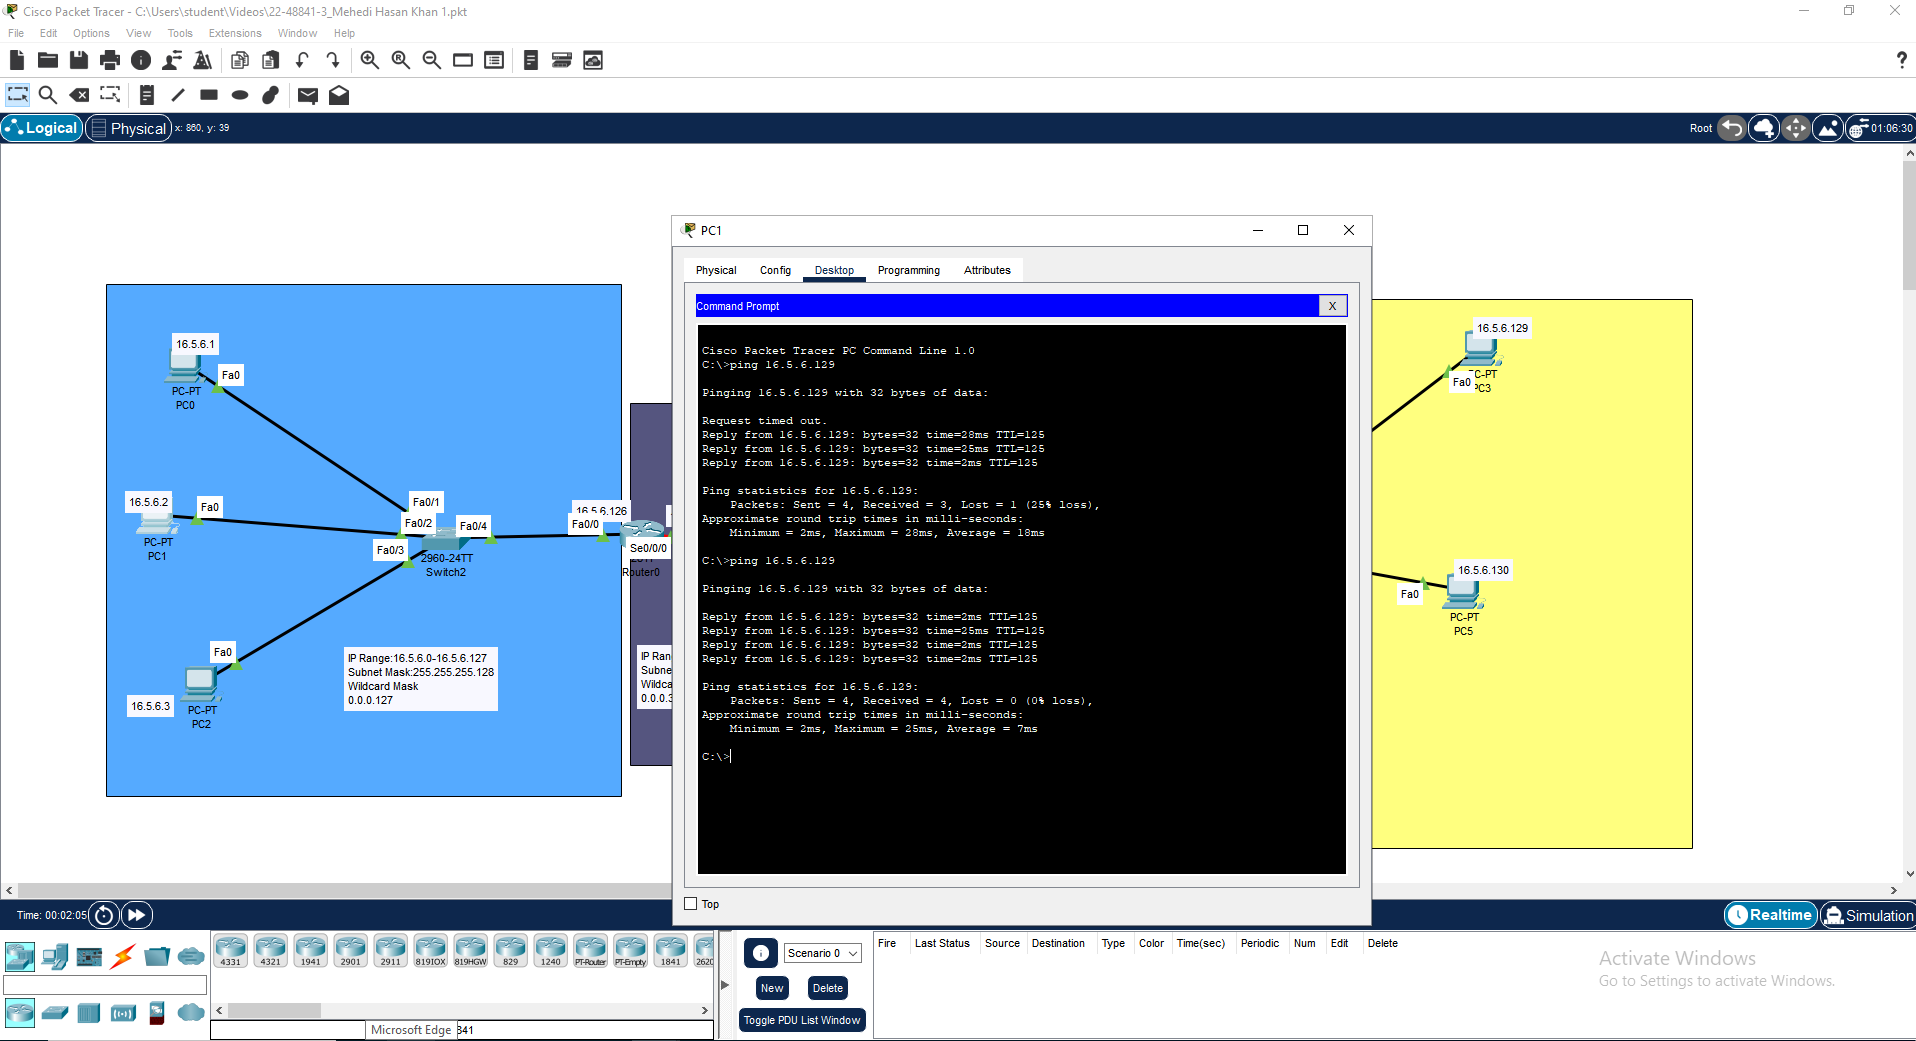 Cisco Packet Tracer - C:\Users\student\Videos\22-48841-3_Mehedi Hasan Khan 1.pkt
File Edit Options View Tools Extensions Window Help
Logical Physical x: 860, y: 39
Root 01:06:30
PC1
Physical Config Desktop Programming Attributes
Command Prompt X
Cisco Packet Tracer PC Command Line 1.0
C:\>ping 16.5.6.129
Pinging 16.5.6.129 with 32 bytes of data:
Request timed out.
Reply from 16.5.6.129: bytes=32 time=28ms TTL=125
Reply from 16.5.6.129: bytes=32 time=25ms TTL=125
Reply from 16.5.6.129: bytes=32 time=2ms TTL=125
Ping statistics for 16.5.6.129:
Packets: Sent = 4, Received = 3, Lost = 1 (25% loss),
Approximate round trip times in milli-seconds:
Minimum = 2ms, Maximum = 28ms, Average = 18ms
C:\>ping 16.5.6.129
Pinging 16.5.6.129 with 32 bytes of data:
Reply from 16.5.6.129: bytes=32 time=2ms TTL=125
Reply from 16.5.6.129: bytes=32 time=25ms TTL=125
Reply from 16.5.6.129: bytes=32 time=2ms TTL=125
Reply from 16.5.6.129: bytes=32 time=2ms TTL=125
Ping statistics for 16.5.6.129:
Packets: Sent = 4, Received = 4, Lost = 0 (0% loss),
Approximate round trip times in milli-seconds:
Minimum = 2ms, Maximum = 25ms, Average = 7ms
C:\>
Top
16.5.6.1
Fa0
PC-PT
PC0
16.5.6.2
Fa0
PC-PT
PC1
Fa0/1
Fa0/2
Fa0/4
Fa0/3
2960-24TT
Switch2
16.5.6.126
Fa0/0
Se0/0/0
Router0
Fa0
16.5.6.3
PC-PT
PC2
IP Range:16.5.6.0-16.5.6.127
Subnet Mask:255.255.255.128
Wildcard Mask
0.0.0.127
IP Ran
Subne
Wildca
0.0.0.3
16.5.6.129
Fa0
C-PT
PC3
16.5.6.130
Fa0
PC-PT
PC5
Time: 00:02:05
Realtime Simulation
4331 4321 1941 2901 2911 819IOX 819HGW 829 1240 PT-Router PT-Empty 1841 2620
Microsoft Edge 841
Scenario 0
New Delete
Toggle PDU List Window
Fire Last Status Source Destination Type Color Time(sec) Periodic Num Edit Delete
Activate Windows
Go to Settings to activate Windows.